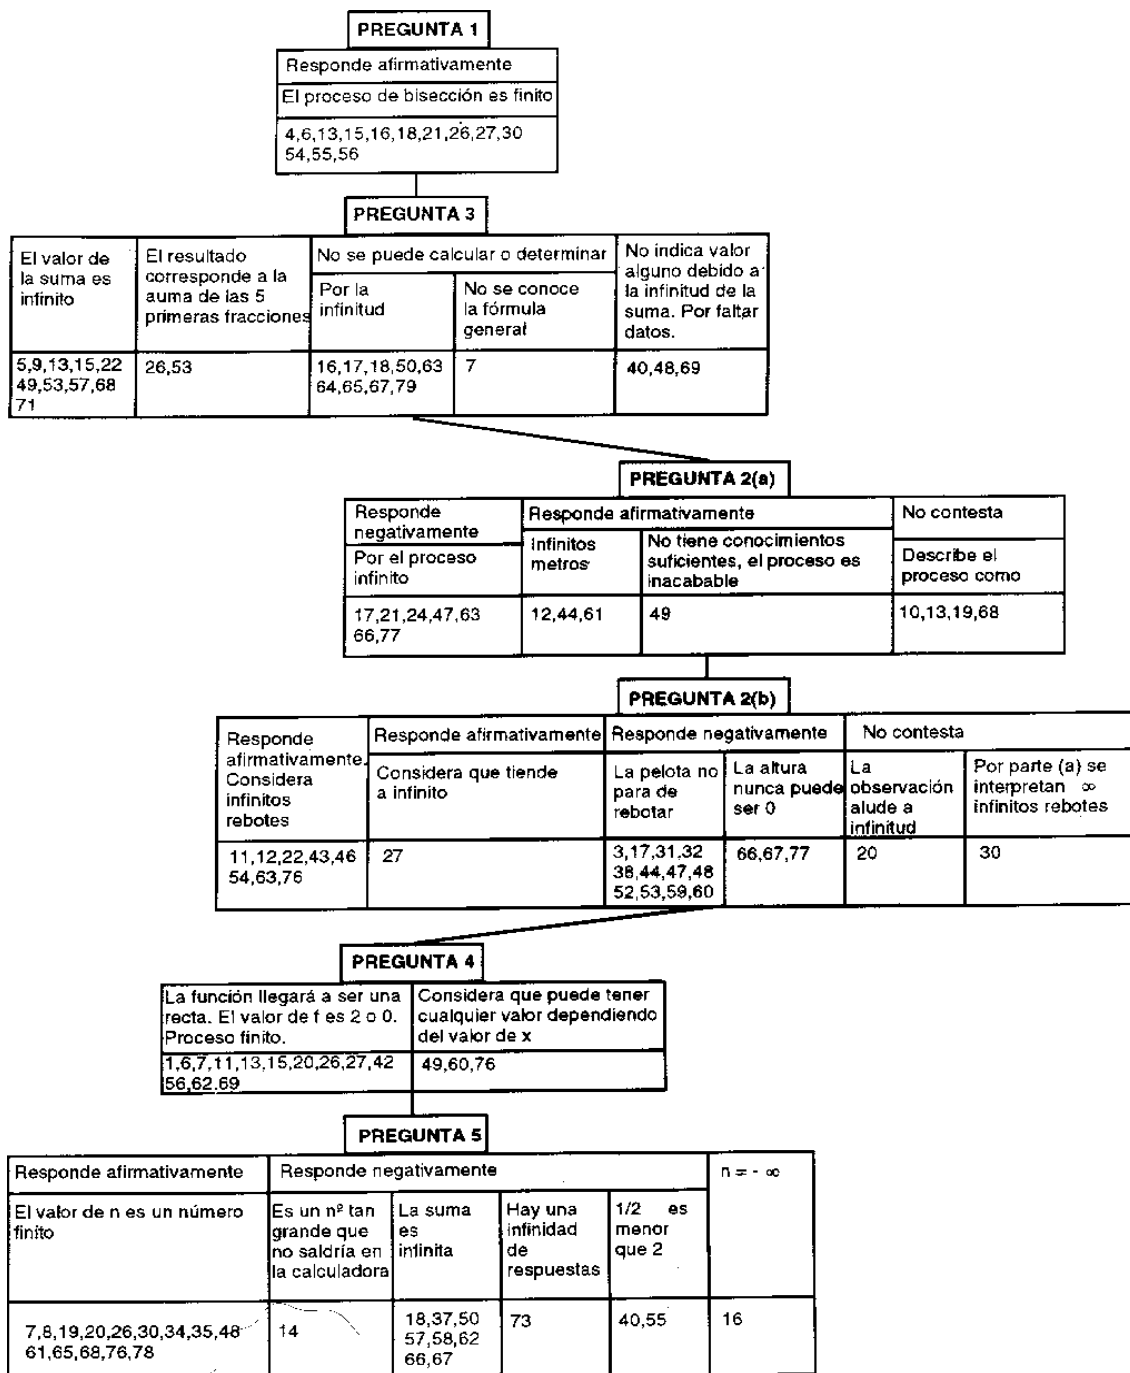 PREGUNTA 1
Responde afirmativamente
El proceso de bisección es finito
4,6,13,15,16,18,21,26,27,30
54,55,56
PREGUNTA 3
El valor de
la suma es
infinito
El resultado
corresponde a la
auma de las 5
primeras fracciones
No se puede calcular o determinar
Por la
infinitud
No se conoce
la fórmula
general
No indica valor
alguno debido a
la infinitud de la
suma. Por faltar
datos.
5,9,13,15,22
49,53,57,68
71
26,53
16,17,18,50,63
64,65,67,79
7
40,48,69
PREGUNTA 2(a)
Responde
negativamente
Por el proceso
infinito
Responde afirmativamente
Infinitos
metros
No tiene conocimientos
suficientes, el proceso es
inacabable
No contesta
Describe el
proceso como
17,21,24,47,63
66,77
12,44,61
49
10,13,19,68
PREGUNTA 2(b)
Responde
afirmativamente.
Considera
infinitos
rebotes
Responde afirmativamente
Considera que tiende
a infinito
Responde negativamente
La pelota no
para de
rebotar
La altura
nunca puede
ser 0
No contesta
La
observación
alude a
infinitud
Por parte (a) se
interpretan ∞
infinitos rebotes
11,12,22,43,46
54,63,76
27
3,17,31,32
38,44,47,48
52,53,59,60
66,67,77
20
30
PREGUNTA 4
La función llegará a ser una
recta. El valor de f es 2 o 0.
Proceso finito.
Considera que puede tener
cualquier valor dependiendo
del valor de x
1,6,7,11,13,15,20,26,27,42
56,62.69
49,60,76
PREGUNTA 5
Responde afirmativamente
El valor de n es un número
finito
Responde negativamente
Es un nº tan
grande que
no saldría en
la calculadora
La suma
es
infinita
Hay una
infinidad
de
respuestas
1/2 es
menor
que 2
n = - ∞
7,8,19,20,26,30,34,35,48
61,65,68,76,78
14
18,37,50
57,58,62
66,67
73
40,55
16